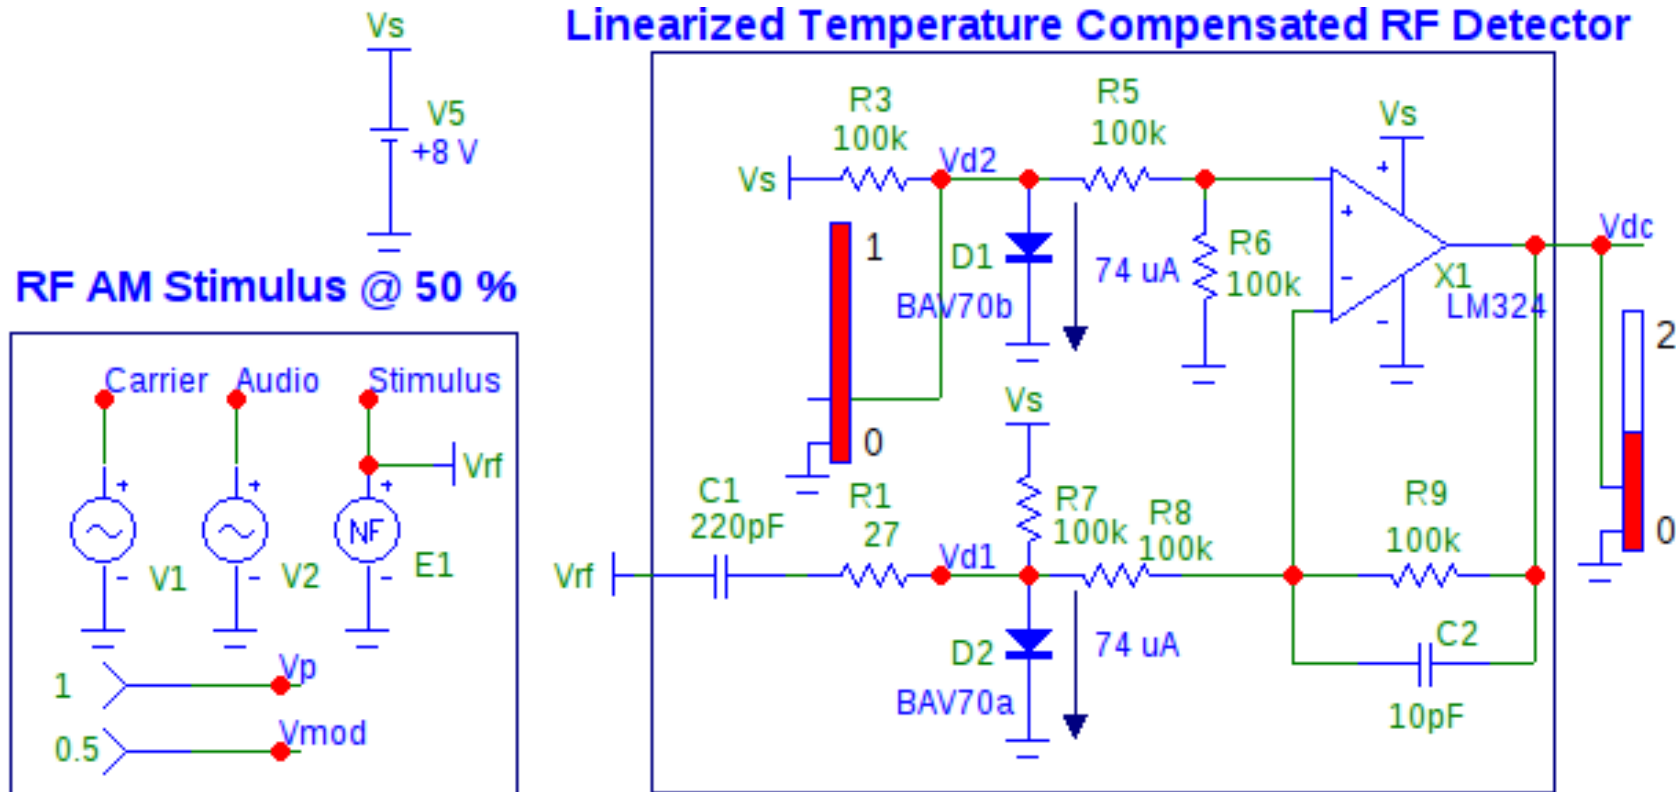 Linearized Temperature Compensated RF Detector
Vs
V5
+8 V
RF AM Stimulus @ 50 %
Carrier
Audio
Stimulus
Vrf
+
-
V1
+
-
V2
+
NF
-
E1
1
Vp
0.5
Vmod
R3
100k
Vs
Vd2
R5
100k
Vs
+
+
-
-
X1
LM324
Vdc
D1
BAV70b
74 uA
R6
100k
1
0
2
0
Vs
C1
220pF
R1
27
Vrf
Vd1
R7
100k
R8
100k
R9
100k
D2
BAV70a
74 uA
C2
10pF